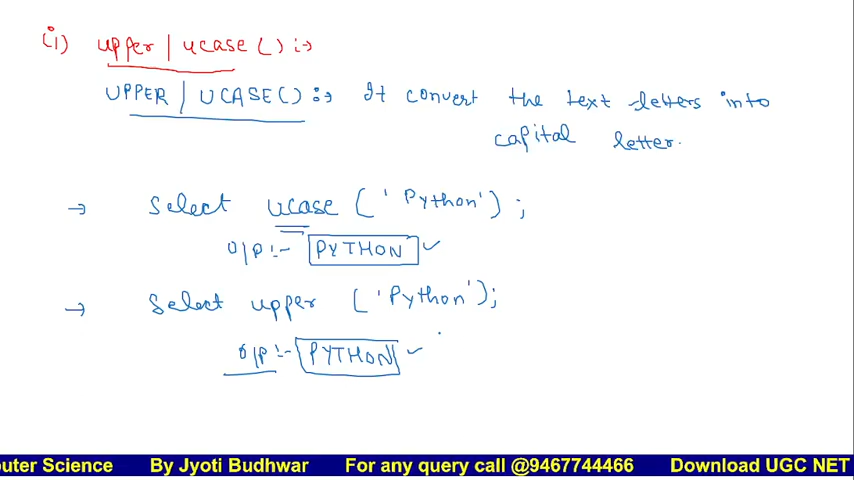 (i) upper | ucase () :->
UPPER | UCASE() :-> It convert the text letters into
capital letter.
→ Select ucase ('Python');
O/P :- PYTHON ✓
→ Select upper ('Python');
O/P :- PYTHON ✓
outer Science By Jyoti Budhwar For any query call @9467744466 Download UGC NET